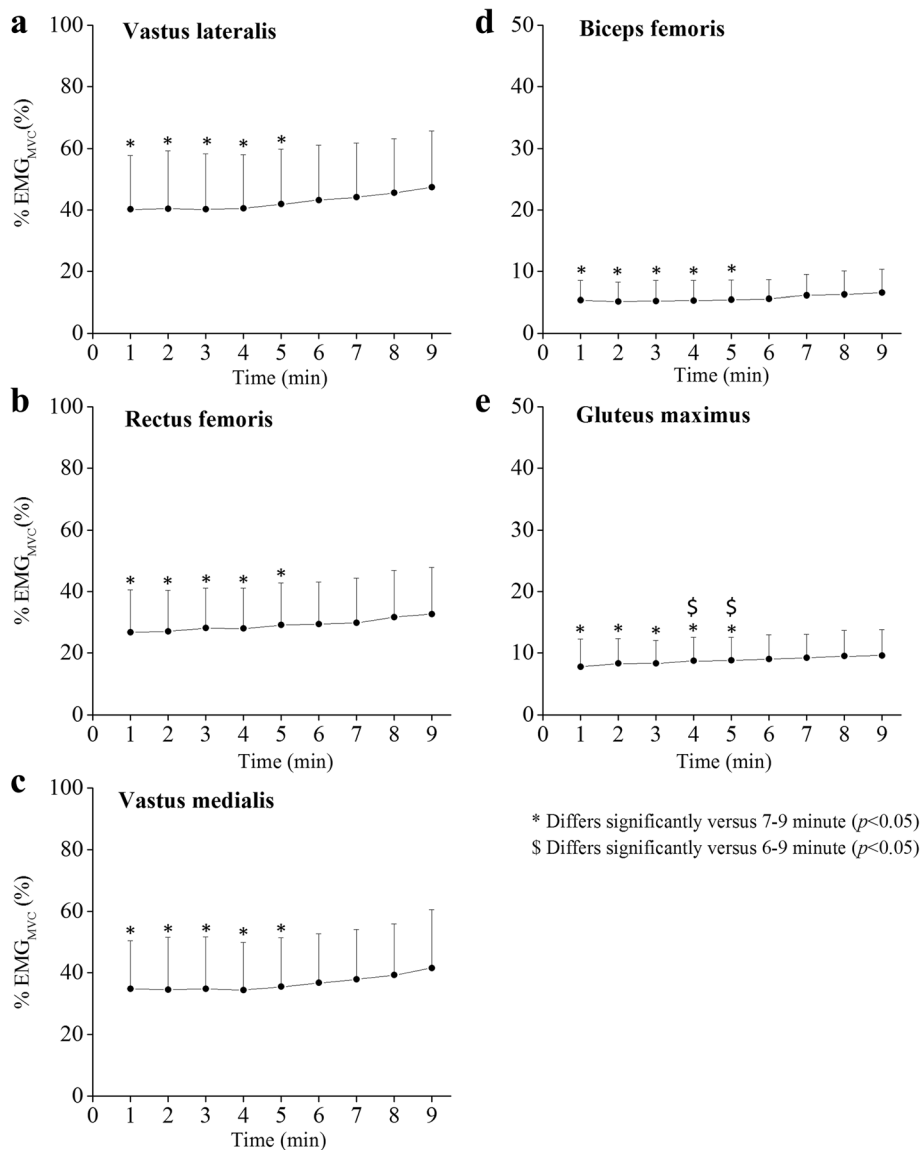 a
Vastus lateralis
% EMGMVC(%)
100
80
60
40
20
0
* * * * *
0 1 2 3 4 5 6 7 8 9
Time (min)
b
Rectus femoris
% EMGMVC(%)
100
80
60
40
20
0
* * * * *
0 1 2 3 4 5 6 7 8 9
Time (min)
c
Vastus medialis
% EMGMVC(%)
100
80
60
40
20
0
* * * * *
0 1 2 3 4 5 6 7 8 9
Time (min)
d
Biceps femoris
50
40
30
20
10
0
* * * * *
0 1 2 3 4 5 6 7 8 9
Time (min)
e
Gluteus maximus
50
40
30
20
10
0
$ $
* * * * *
0 1 2 3 4 5 6 7 8 9
Time (min)
* Differs significantly versus 7-9 minute (p<0.05)
$ Differs significantly versus 6-9 minute (p<0.05)